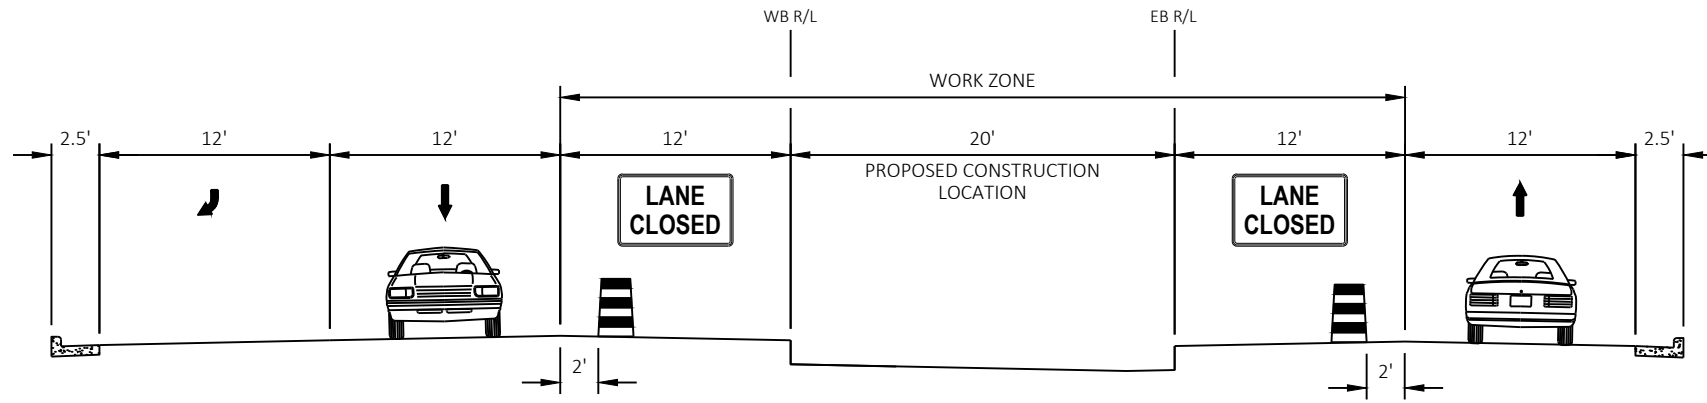 WB R/L
EB R/L
WORK ZONE
2.5'
12'
12'
12'
20'
12'
12'
2.5'
PROPOSED CONSTRUCTION
LOCATION
LANE
CLOSED
LANE
CLOSED
2'
2'